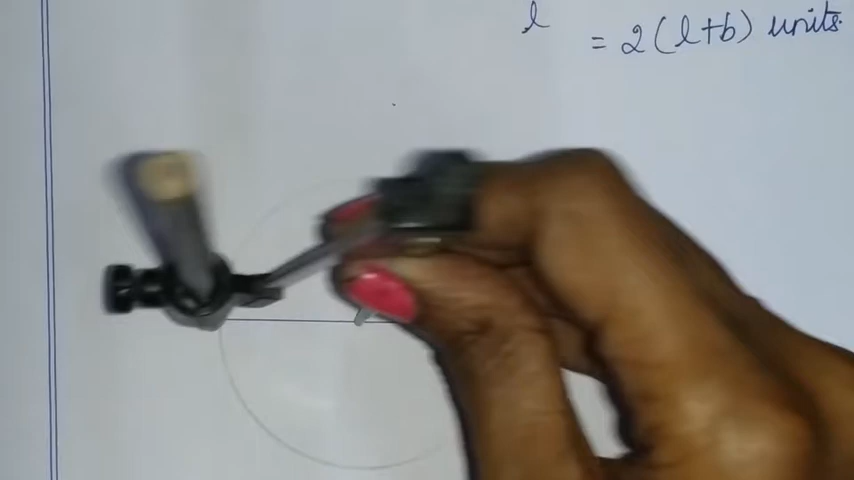 l
= 2(l+b) units.